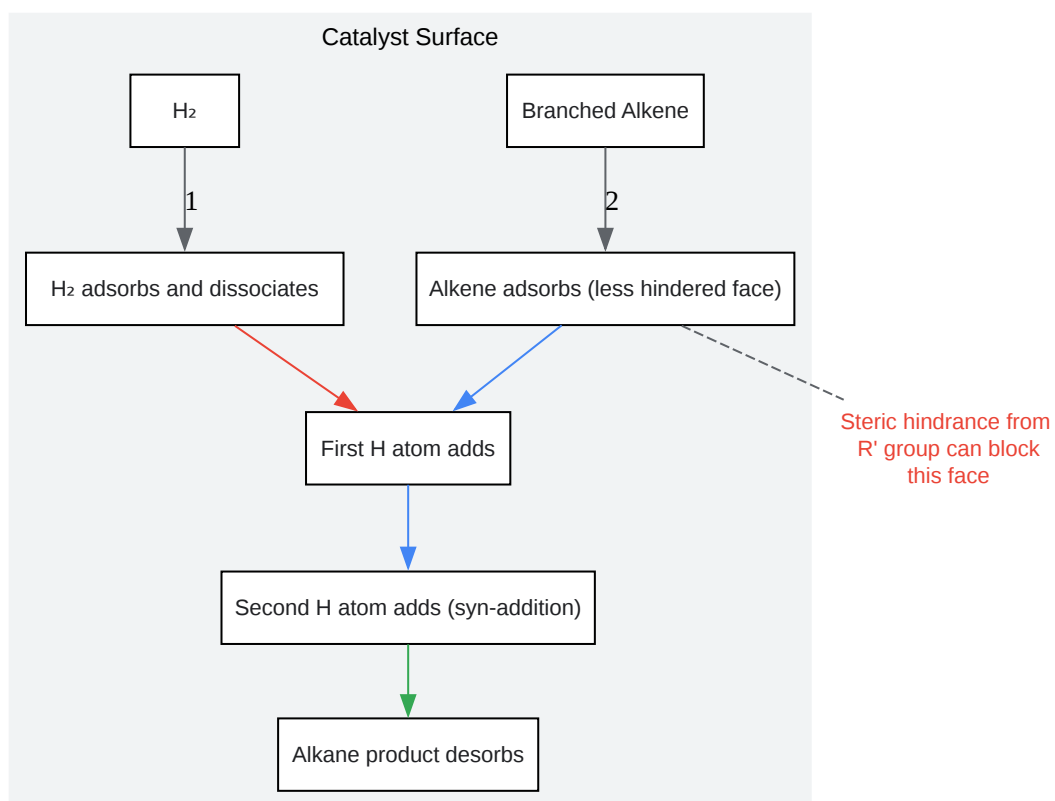 Catalyst Surface
H₂
Branched Alkene
1
2
H₂ adsorbs and dissociates
Alkene adsorbs (less hindered face)
Steric hindrance from
R' group can block
this face
First H atom adds
Second H atom adds (syn-addition)
Alkane product desorbs